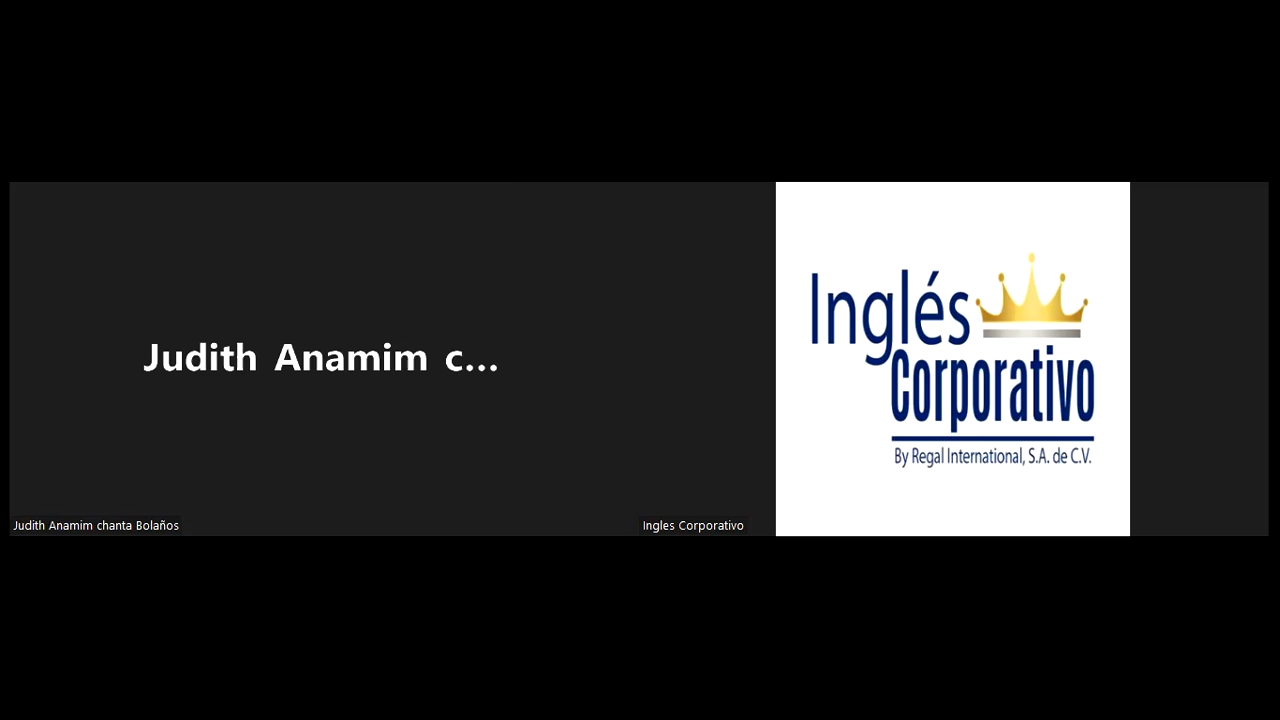 Judith Anamim c...
Inglés
Corporativo
By Regal International, S.A. de C.V.
Judith Anamim chanta Bolaños
Ingles Corporativo